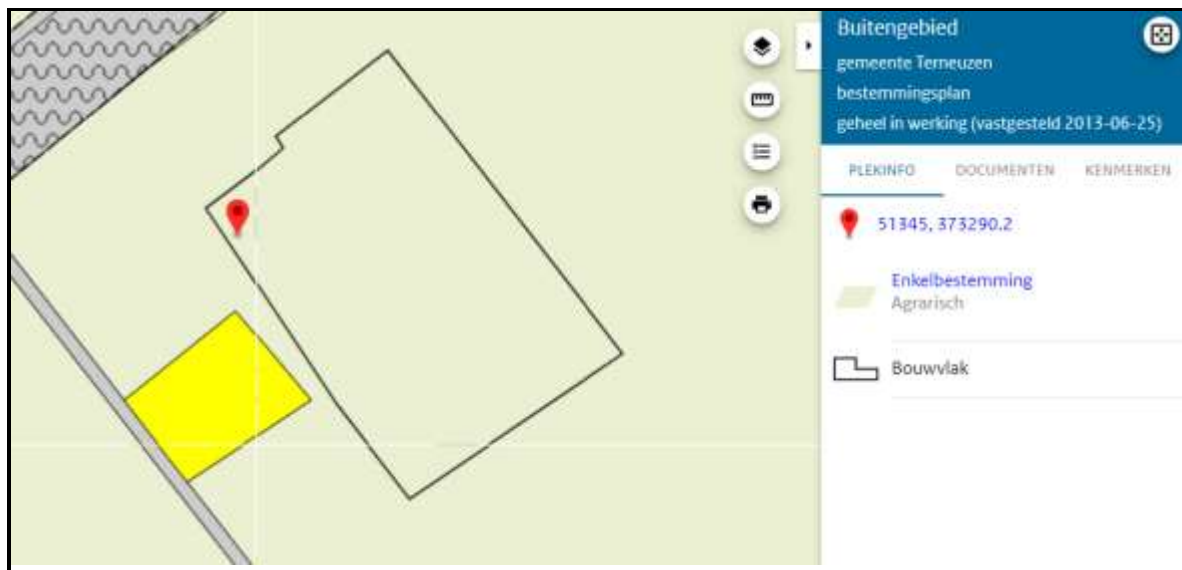 Buitengebied
gemeente Terneuzen
bestemmingsplan
geheel in werking (vastgesteld 2013-06-25)
PLEKINFO DOCUMENTEN KENMERKEN
51345, 373290.2
Enkelbestemming
Agrarisch
Bouwvlak